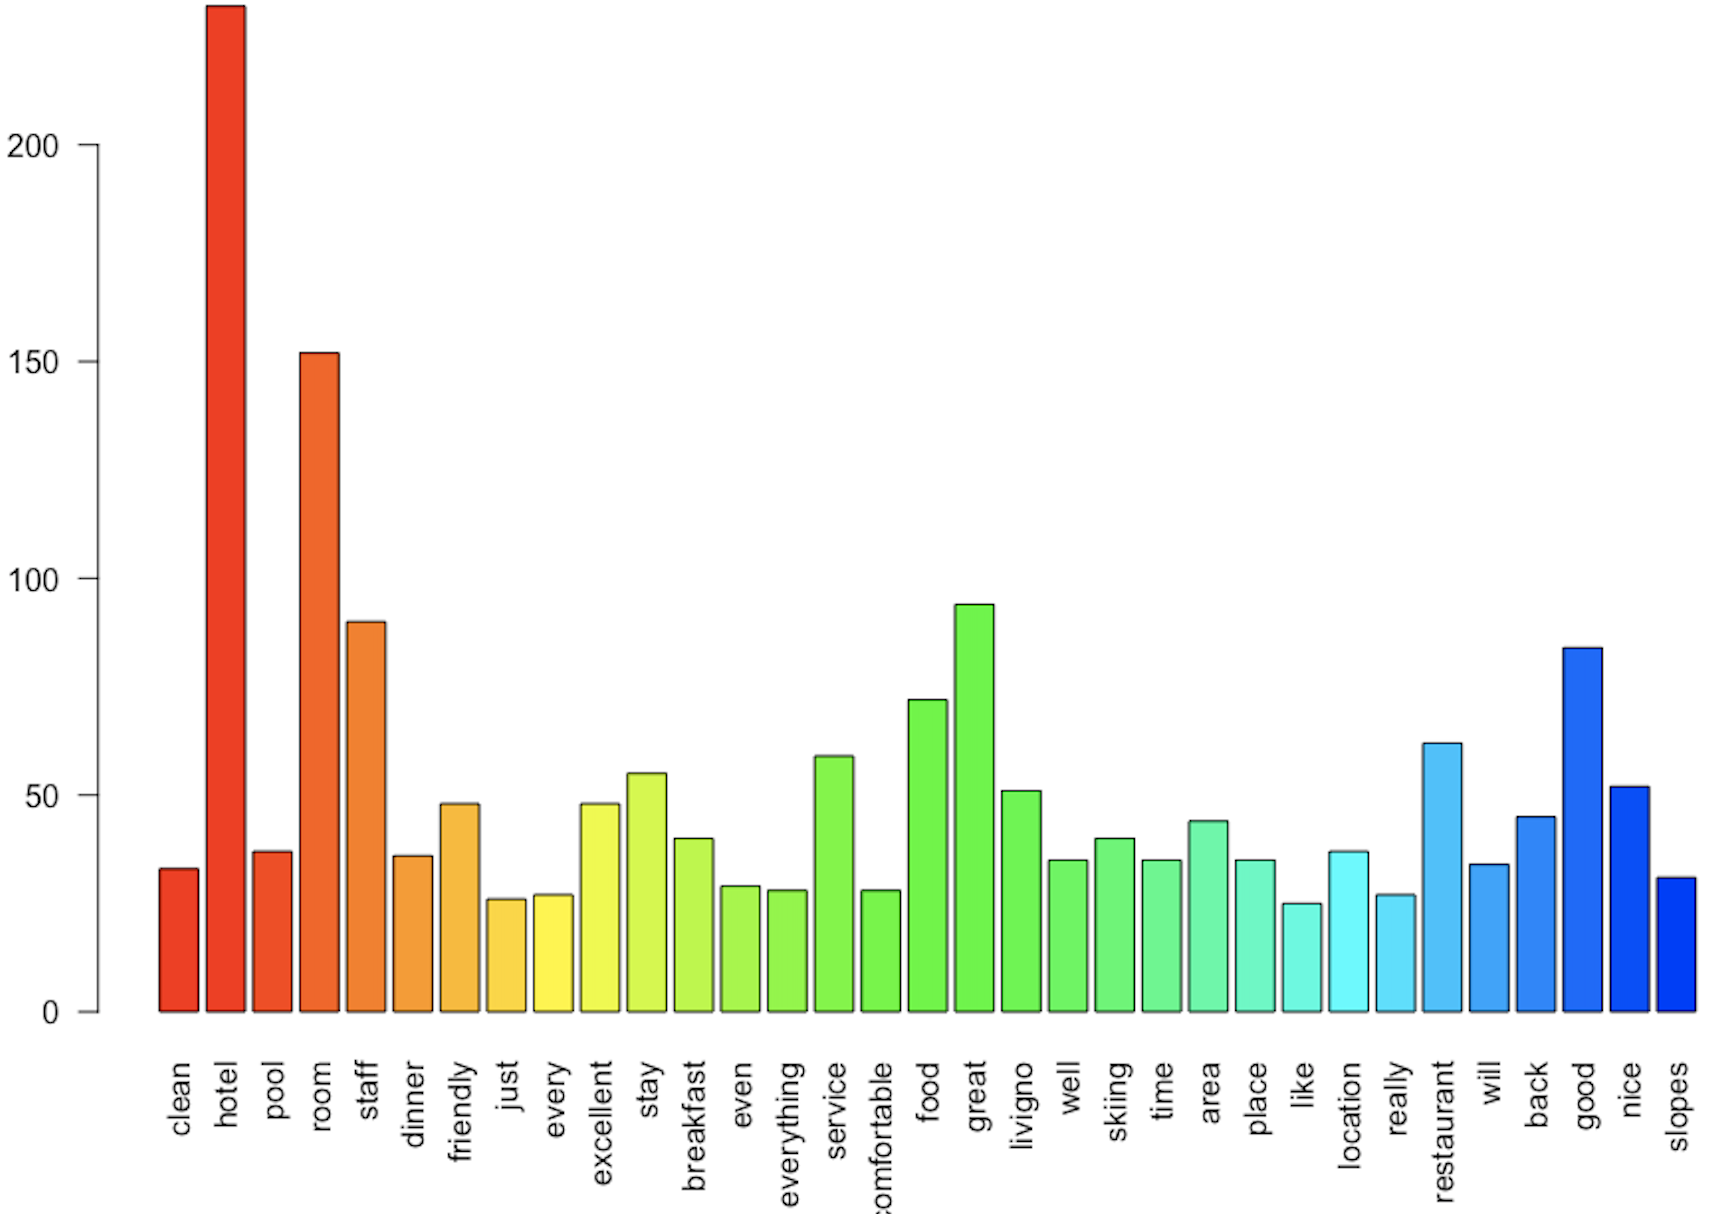 200
150
100
50
0
clean
hotel
pool
room
staff
dinner
friendly
just
every
excellent
stay
breakfast
even
everything
service
comfortable
food
great
livigno
well
skiing
time
area
place
like
location
really
restaurant
will
back
good
nice
slopes